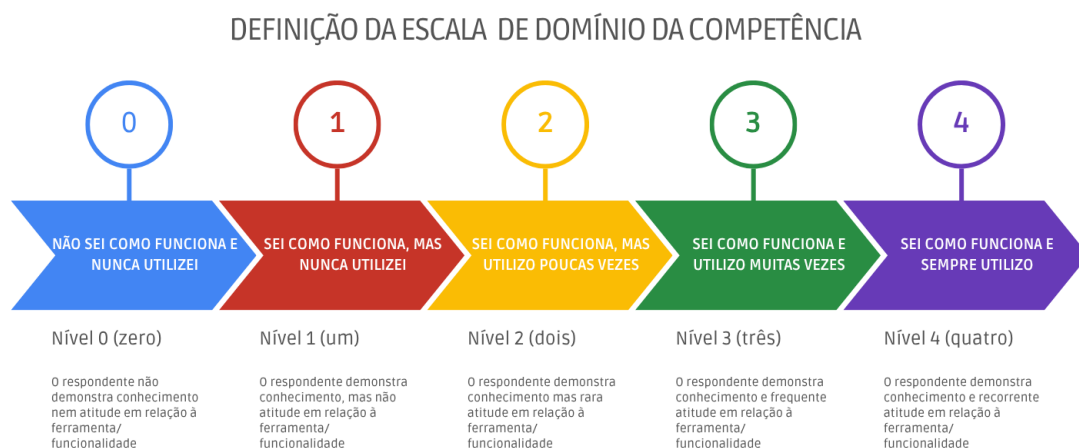 DEFINIÇÃO DA ESCALA DE DOMÍNIO DA COMPETÊNCIA
0
1
2
3
4
NÃO SEI COMO FUNCIONA E
NUNCA UTILIZEI
SEI COMO FUNCIONA, MAS
NUNCA UTILIZEI
SEI COMO FUNCIONA, MAS
UTILIZO POUCAS VEZES
SEI COMO FUNCIONA E
UTILIZO MUITAS VEZES
SEI COMO FUNCIONA E
SEMPRE UTILIZO
Nível 0 (zero)
O respondente não
demonstra conhecimento
nem atitude em relação à
ferramenta/
funcionalidade
Nível 1 (um)
O respondente demonstra
conhecimento, mas não
atitude em relação à
ferramenta/
funcionalidade
Nível 2 (dois)
O respondente demonstra
conhecimento mas rara
atitude em relação à
ferramenta/
funcionalidade
Nível 3 (três)
O respondente demonstra
conhecimento e frequente
atitude em relação à
ferramenta/
funcionalidade
Nível 4 (quatro)
O respondente demonstra
conhecimento e recorrente
atitude em relação à
ferramenta/
funcionalidade